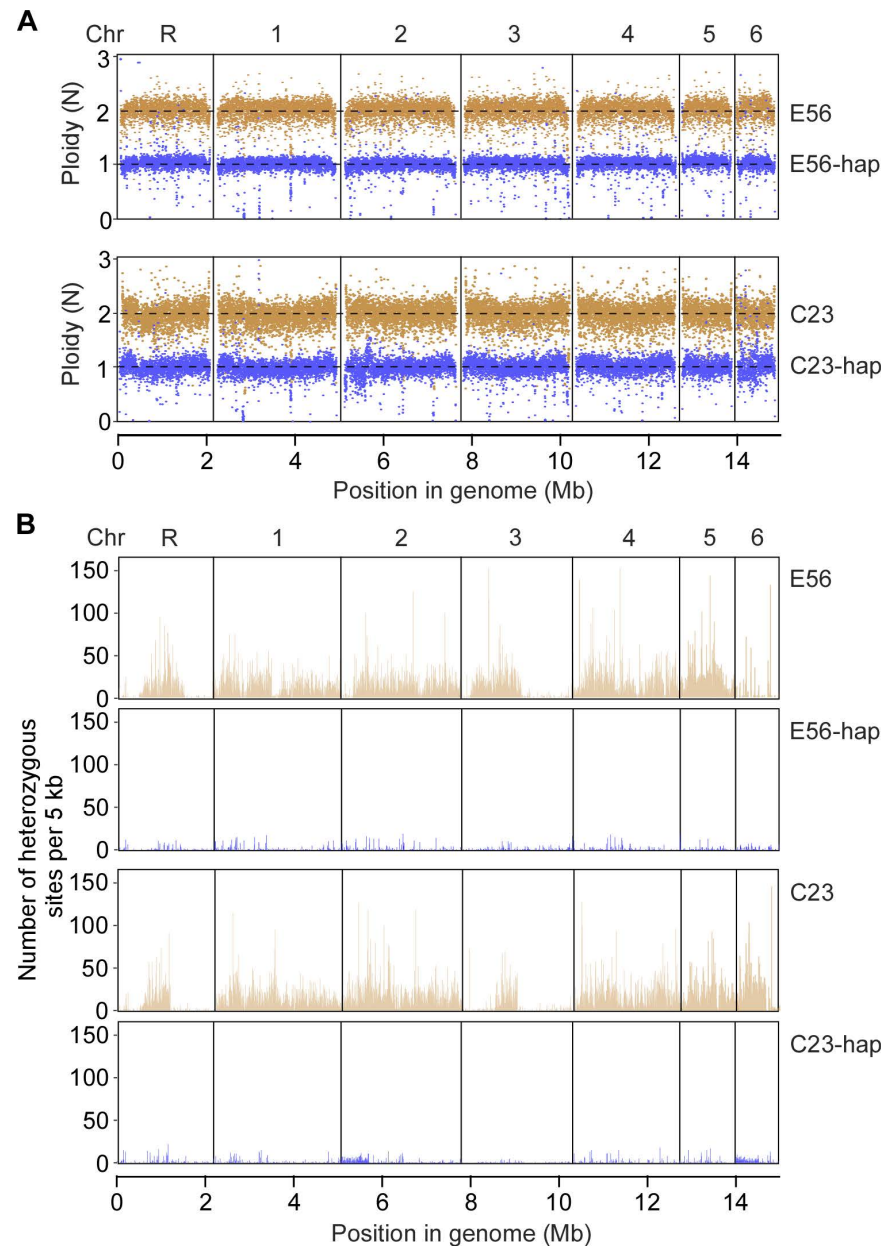 A
Chr R 1 2 3 4 5 6
3
2
1
0
Ploidy (N)
E56
E56-hap
3
2
1
0
Ploidy (N)
C23
C23-hap
0 2 4 6 8 10 12 14
Position in genome (Mb)
B
Chr R 1 2 3 4 5 6
Number of heterozygous
sites per 5 kb
150
100
50
0
E56
150
100
50
0
E56-hap
150
100
50
0
C23
150
100
50
0
C23-hap
0 2 4 6 8 10 12 14
Position in genome (Mb)